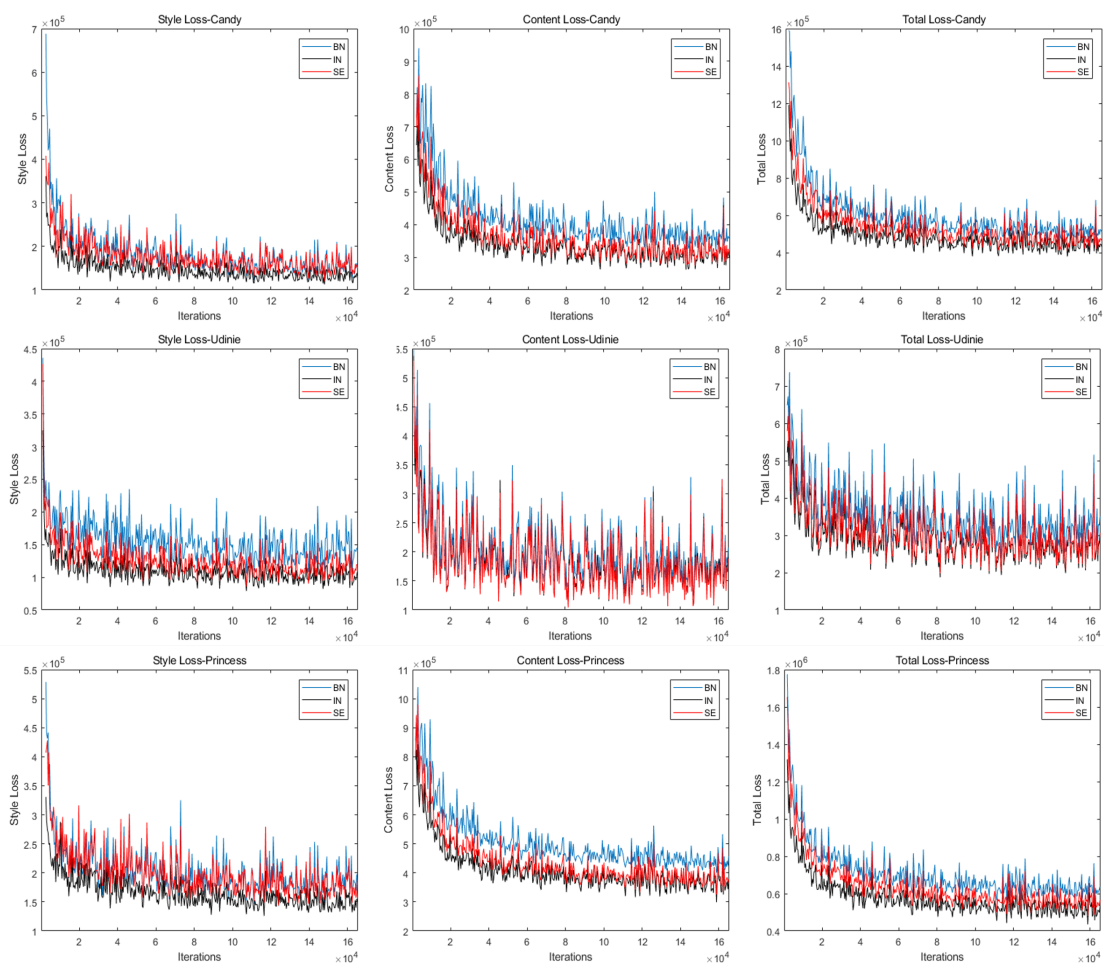 Style Loss-Candy
×10^5
7
6
5
4
3
2
1
Style Loss
BN
IN
SE
2 4 6 8 10 12 14 16
Iterations
×10^4
Content Loss-Candy
×10^5
10
9
8
7
6
5
4
3
2
Content Loss
BN
IN
SE
2 4 6 8 10 12 14 16
Iterations
×10^4
Total Loss-Candy
×10^5
16
14
12
10
8
6
4
2
Total Loss
BN
IN
SE
2 4 6 8 10 12 14 16
Iterations
×10^4
Style Loss-Udinie
×10^5
4.5
4
3.5
3
2.5
2
1.5
1
0.5
Style Loss
BN
IN
SE
2 4 6 8 10 12 14 16
Iterations
×10^4
Content Loss-Udinie
×10^5
5.5
5
4.5
4
3.5
3
2.5
2
1.5
1
Content Loss
BN
IN
SE
2 4 6 8 10 12 14 16
Iterations
×10^4
Total Loss-Udinie
×10^5
8
7
6
5
4
3
2
1
Total Loss
BN
IN
SE
2 4 6 8 10 12 14 16
Iterations
×10^4
Style Loss-Princess
×10^5
5.5
5
4.5
4
3.5
3
2.5
2
1.5
1
Style Loss
BN
IN
SE
2 4 6 8 10 12 14 16
Iterations
×10^4
Content Loss-Princess
×10^5
11
10
9
8
7
6
5
4
3
2
Content Loss
BN
IN
SE
2 4 6 8 10 12 14 16
Iterations
×10^4
Total Loss-Princess
×10^6
1.8
1.6
1.4
1.2
1
0.8
0.6
0.4
Total Loss
BN
IN
SE
2 4 6 8 10 12 14 16
Iterations
×10^4